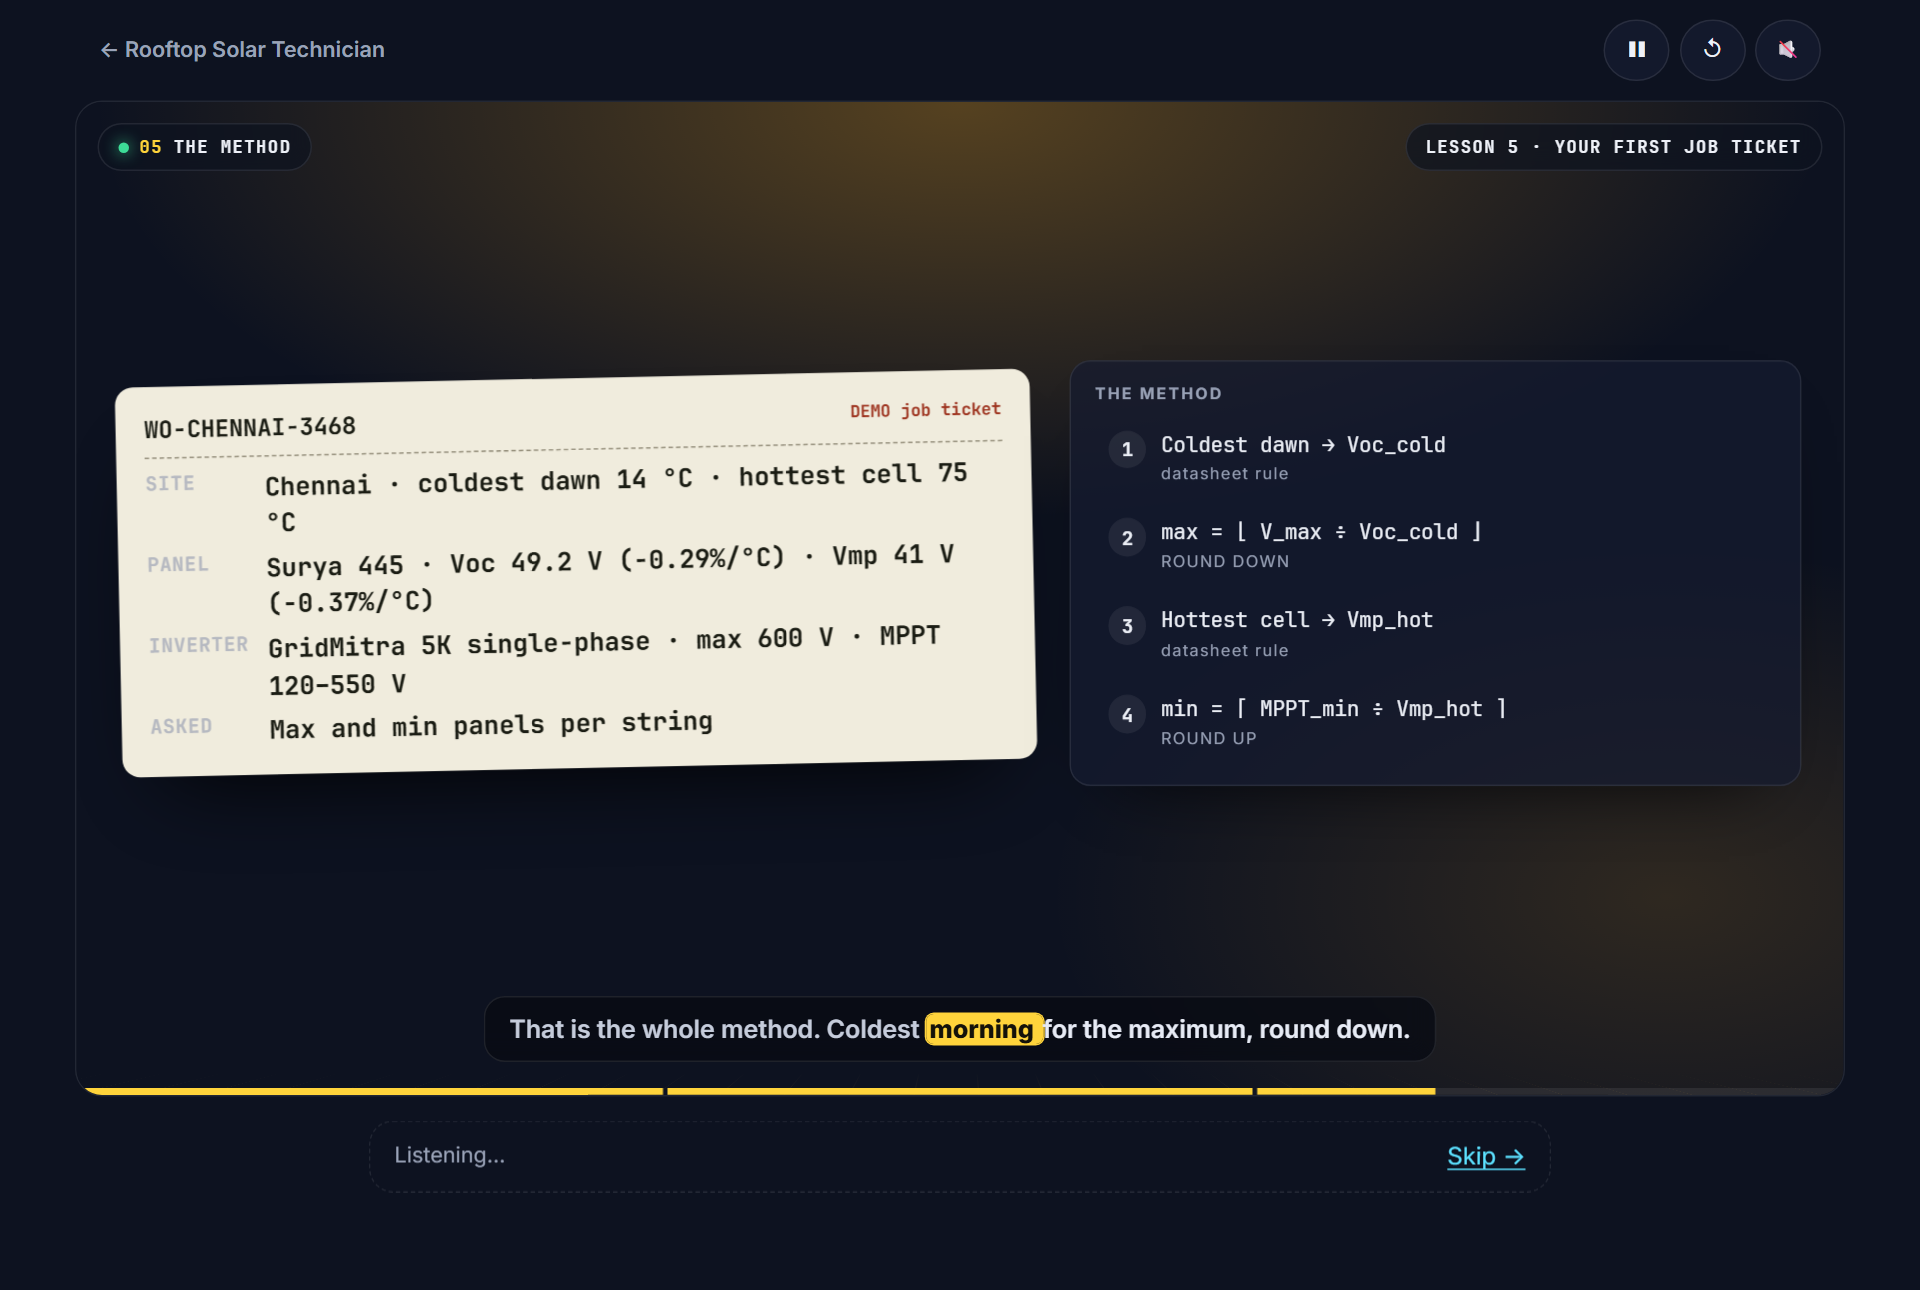 ← Rooftop Solar Technician
05 THE METHOD
LESSON 5 · YOUR FIRST JOB TICKET
WO-CHENNAI-3468
DEMO job ticket
SITE
Chennai · coldest dawn 14 °C · hottest cell 75
°C
PANEL
Surya 445 · Voc 49.2 V (-0.29%/°C) · Vmp 41 V
(-0.37%/°C)
INVERTER
GridMitra 5K single-phase · max 600 V · MPPT
120–550 V
ASKED
Max and min panels per string
THE METHOD
1
Coldest dawn → Voc_cold
datasheet rule
2
max = ⌊ V_max ÷ Voc_cold ⌋
ROUND DOWN
3
Hottest cell → Vmp_hot
datasheet rule
4
min = ⌈ MPPT_min ÷ Vmp_hot ⌉
ROUND UP
That is the whole method. Coldest morning for the maximum, round down.
Listening...
Skip →